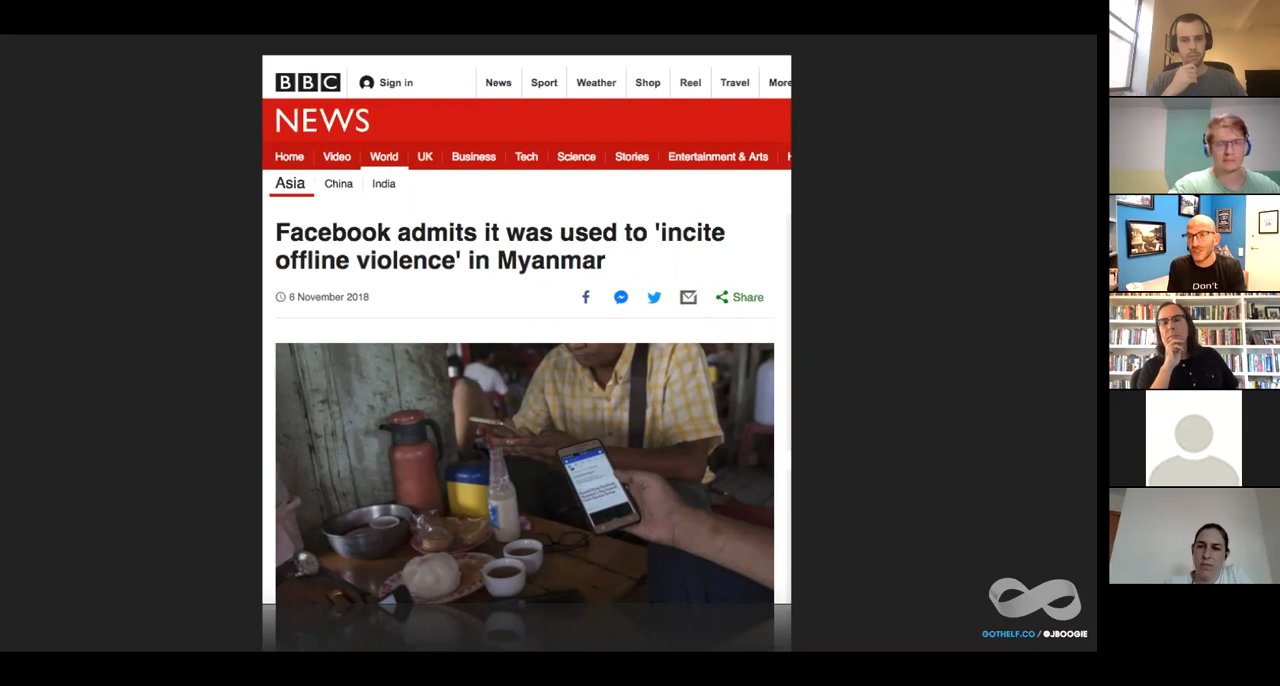 BBC
Sign in
News
Sport
Weather
Shop
Reel
Travel
More
NEWS
Home
Video
World
UK
Business
Tech
Science
Stories
Entertainment & Arts
Asia
China
India
Facebook admits it was used to 'incite
offline violence' in Myanmar
6 November 2018
Share
GOTHELF.CO / @JBOOGIE
Don't